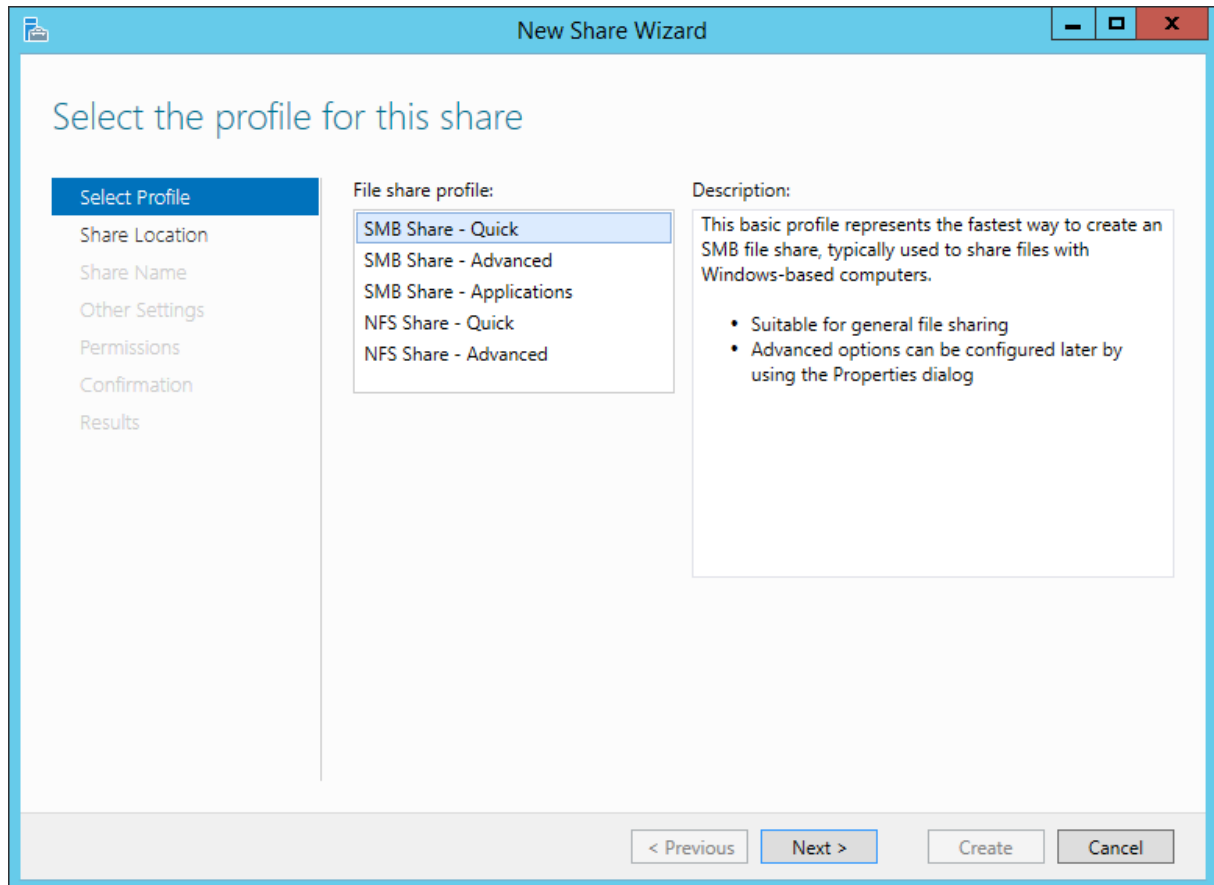 New Share Wizard
Select the profile for this share
Select Profile
Share Location
Share Name
Other Settings
Permissions
Confirmation
Results
File share profile:
SMB Share - Quick
SMB Share - Advanced
SMB Share - Applications
NFS Share - Quick
NFS Share - Advanced
Description:
This basic profile represents the fastest way to create an
SMB file share, typically used to share files with
Windows-based computers.
• Suitable for general file sharing
• Advanced options can be configured later by
using the Properties dialog
< Previous
Next >
Create
Cancel